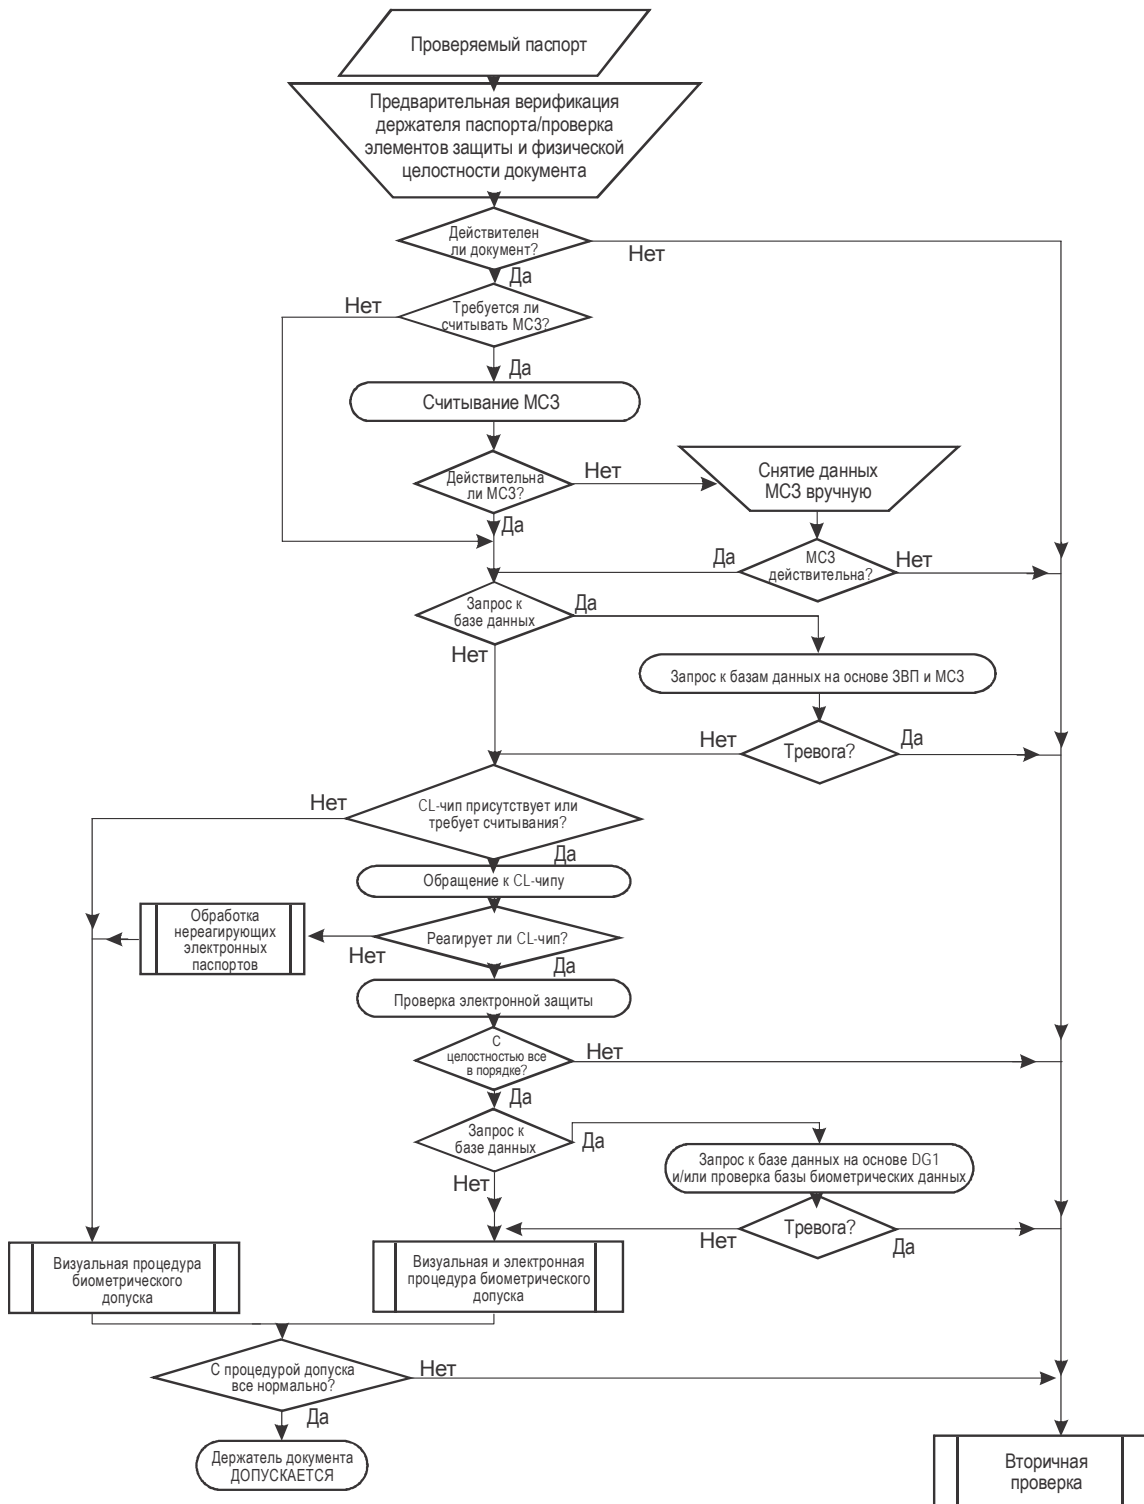 Проверяемый паспорт
Предварительная верификация
держателя паспорта/проверка
элементов защиты и физической
целостности документа
Действителен
ли документ?
Нет
Да
Нет
Требуется ли
считывать МСЗ?
Да
Считывание МСЗ
Действительна
ли МСЗ?
Нет
Снятие данных
МСЗ вручную
Да
Да
МСЗ
действительна?
Нет
Запрос к
базе данных
Да
Нет
Запрос к базам данных на основе ЗВП и МСЗ
Нет
Тревога?
Да
Нет
CL-чип присутствует или
требует считывания?
Да
Обращение к CL-чипу
Обработка
нереагирующих
электронных
паспортов
Реагирует ли CL-чип?
Нет
Да
Проверка электронной защиты
С
целостностью все
в порядке?
Нет
Да
Запрос к
базе данных
Да
Нет
Запрос к базе данных на основе DG1
и/или проверка базы биометрических данных
Нет
Тревога?
Да
Визуальная процедура
биометрического
допуска
Визуальная и электронная
процедура биометрического
допуска
С процедурой допуска
все нормально?
Нет
Да
Держатель документа
ДОПУСКАЕТСЯ
Вторичная
проверка